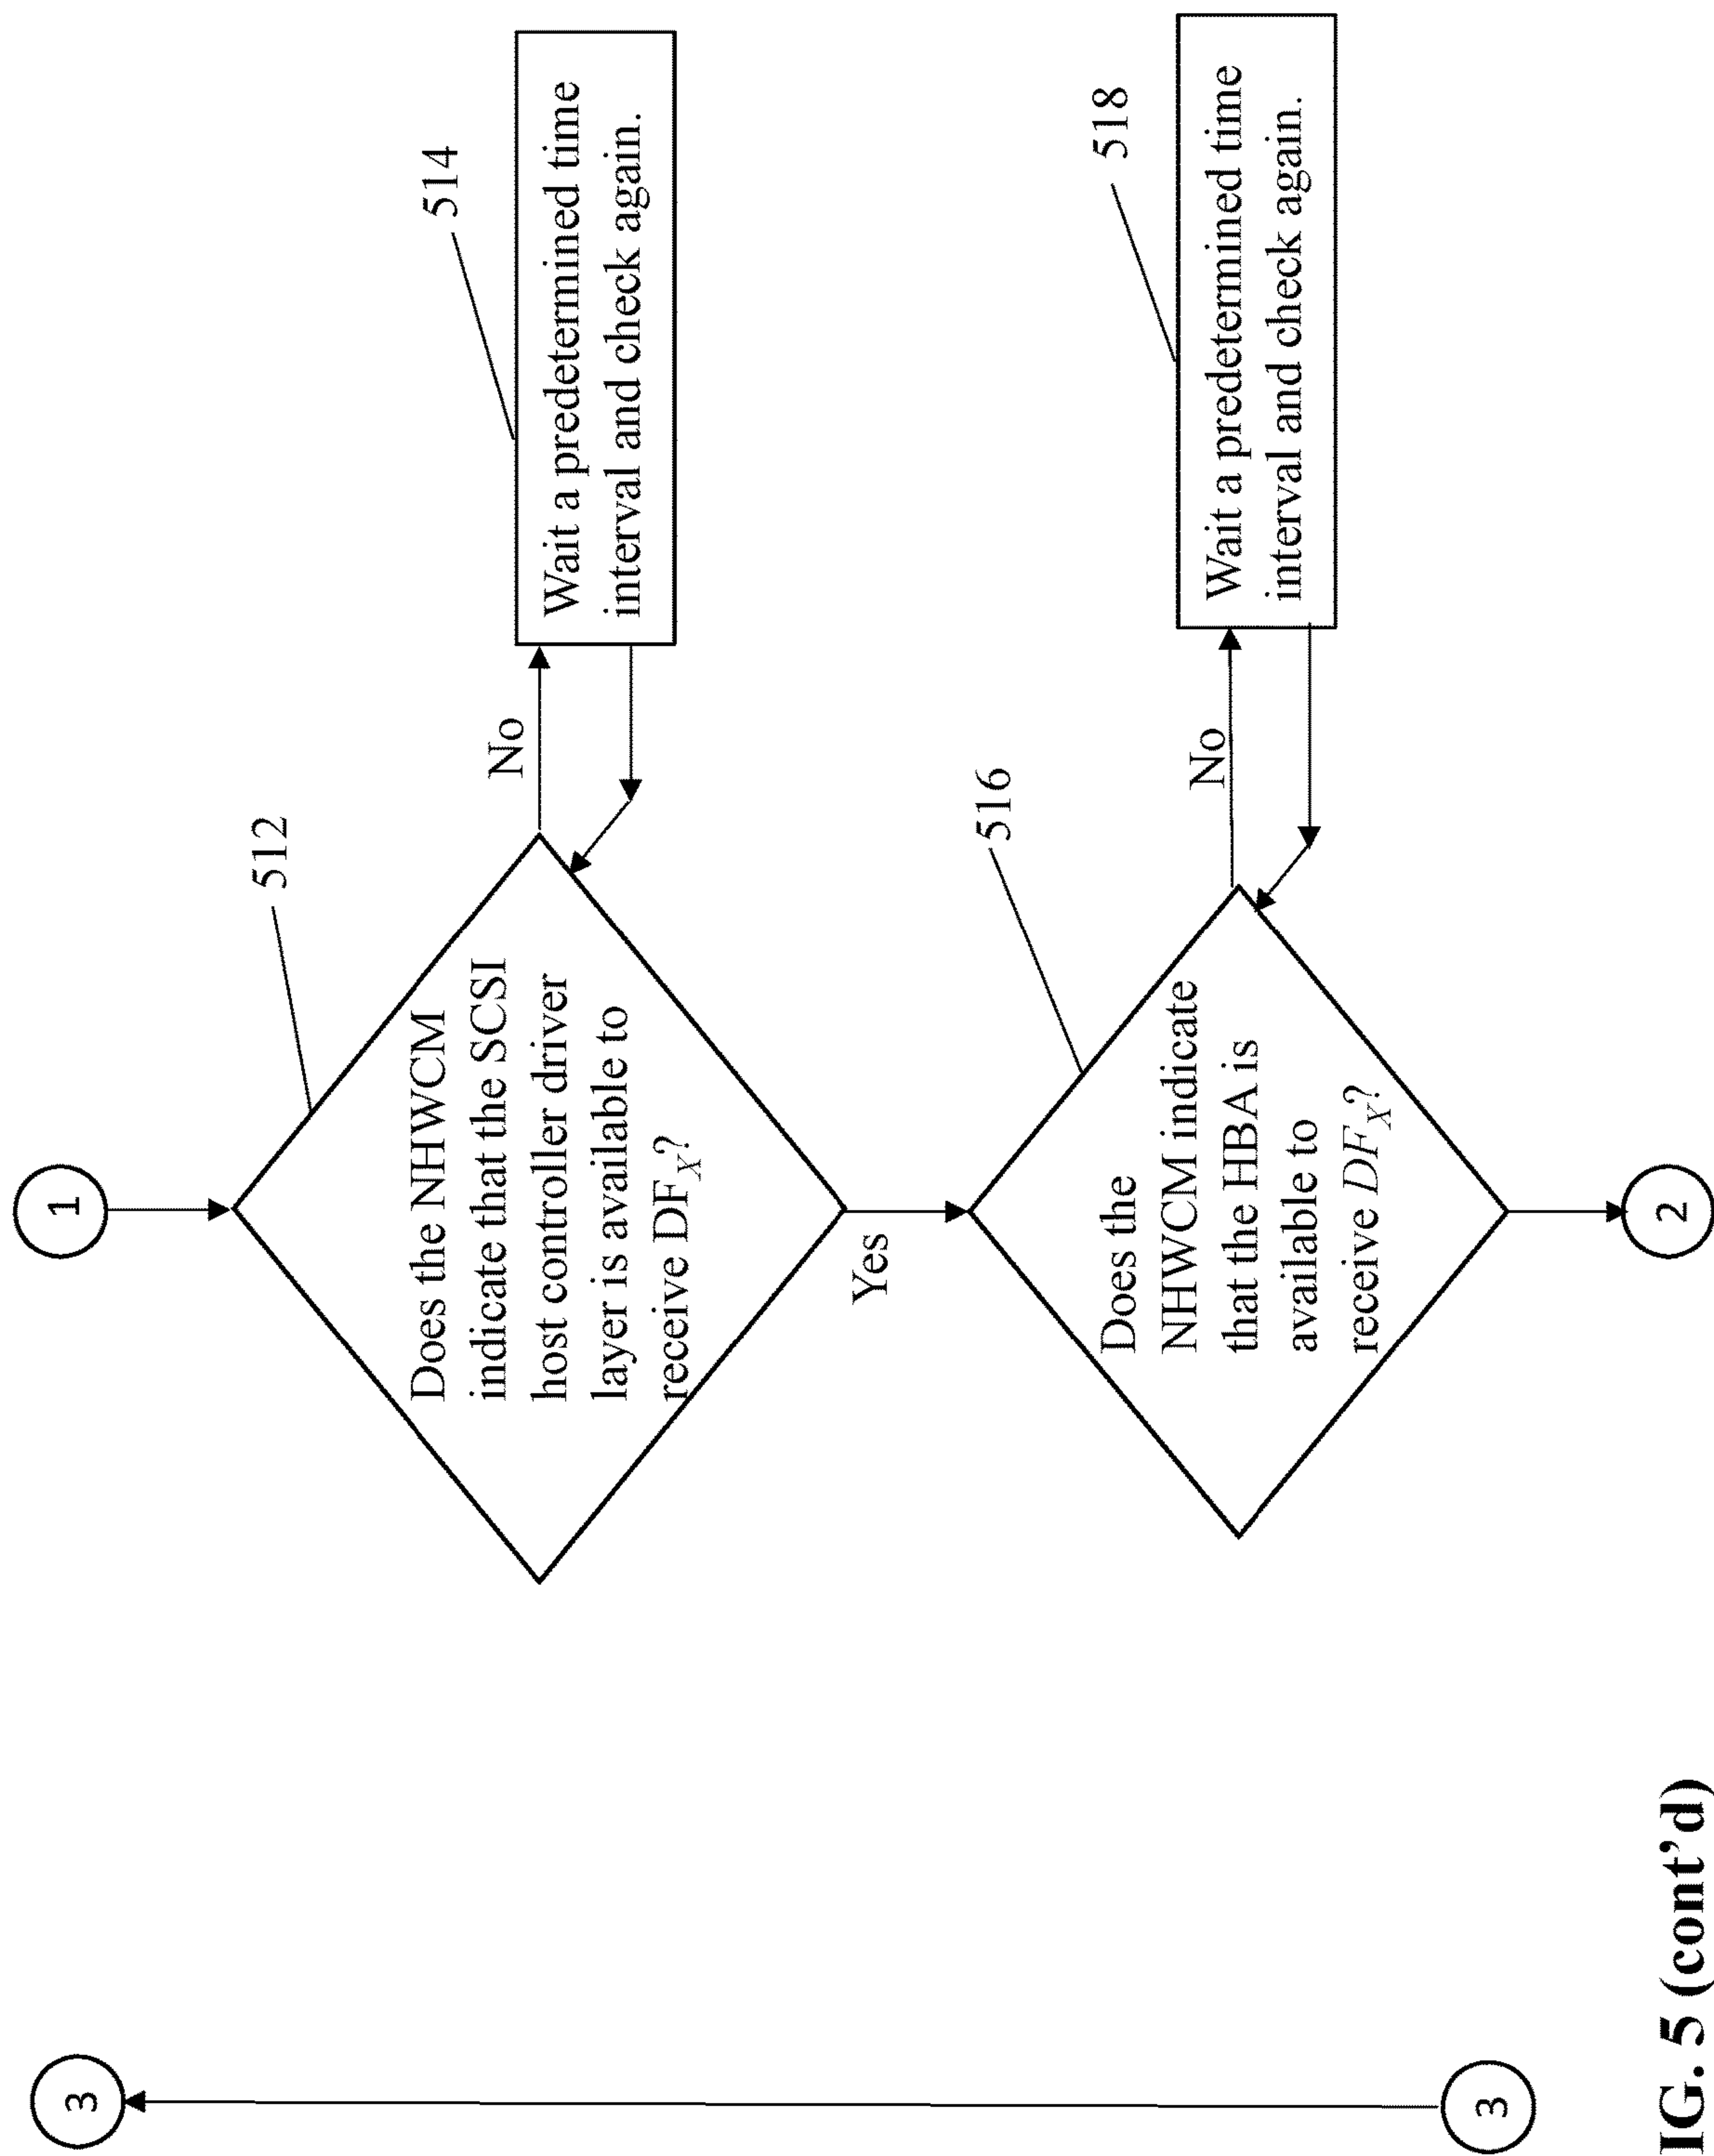 1
512
Does the NHWCM
indicate that the SCSI
host controller driver
layer is available to
receive DFX?
No
514
Wait a predetermined time
interval and check again.
Yes
516
Does the
NHWCM indicate
that the HBA is
available to
receive DFX?
No
518
Wait a predetermined time
interval and check again.
2
3
3
IG. 5 (cont’d)